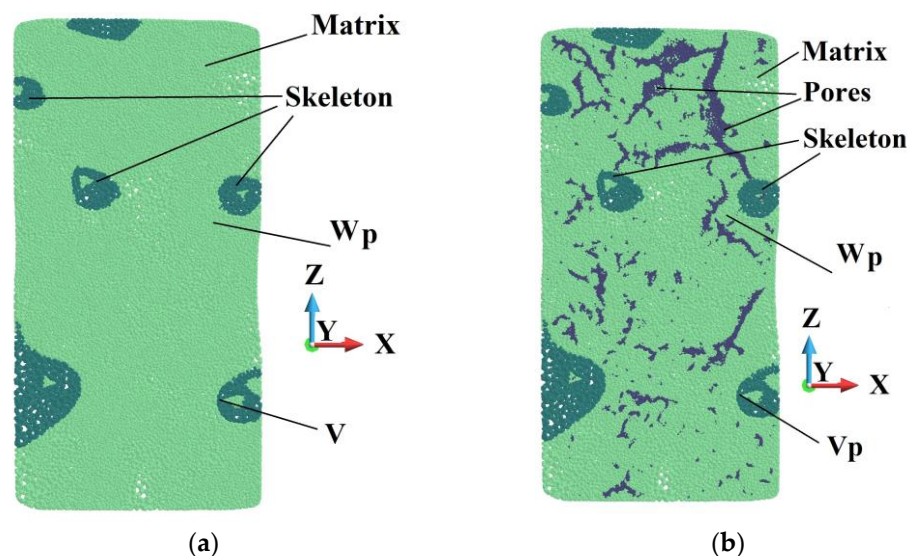 Matrix
Skeleton
Wp
Z
Y
X
V
(a)
Matrix
Pores
Skeleton
Wp
Z
Y
X
Vp
(b)